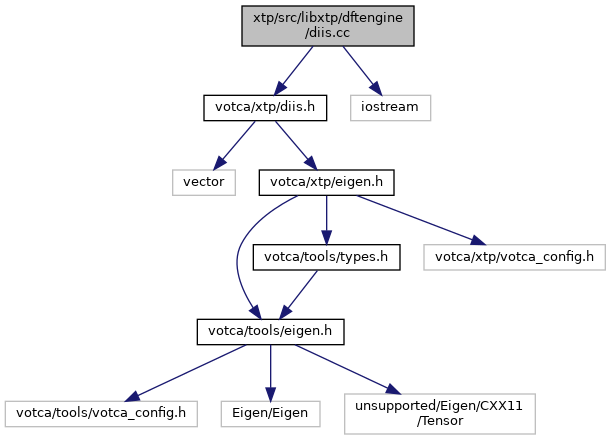 xtp/src/libxtp/dftengine
/diis.cc
votca/xtp/diis.h
iostream
vector
votca/xtp/eigen.h
votca/tools/types.h
votca/xtp/votca_config.h
votca/tools/eigen.h
votca/tools/votca_config.h
Eigen/Eigen
unsupported/Eigen/CXX11
/Tensor